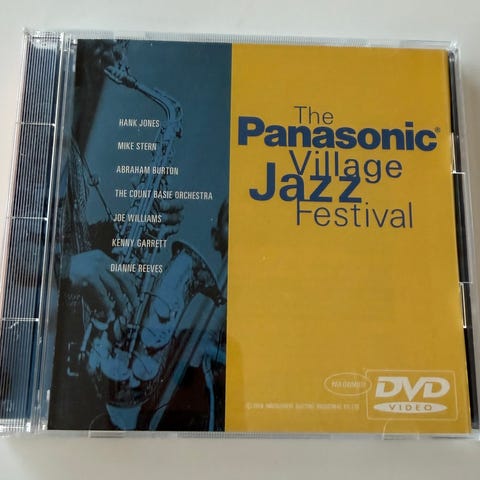 HANK JONES
MIKE STERN
ABRAHAM BURTON
THE COUNT BASIE ORCHESTRA
JOE WILLIAMS
KENNY GARRETT
DIANNE REEVES
The
Panasonic®
Village
Jazz
Festival
DVD
VIDEO